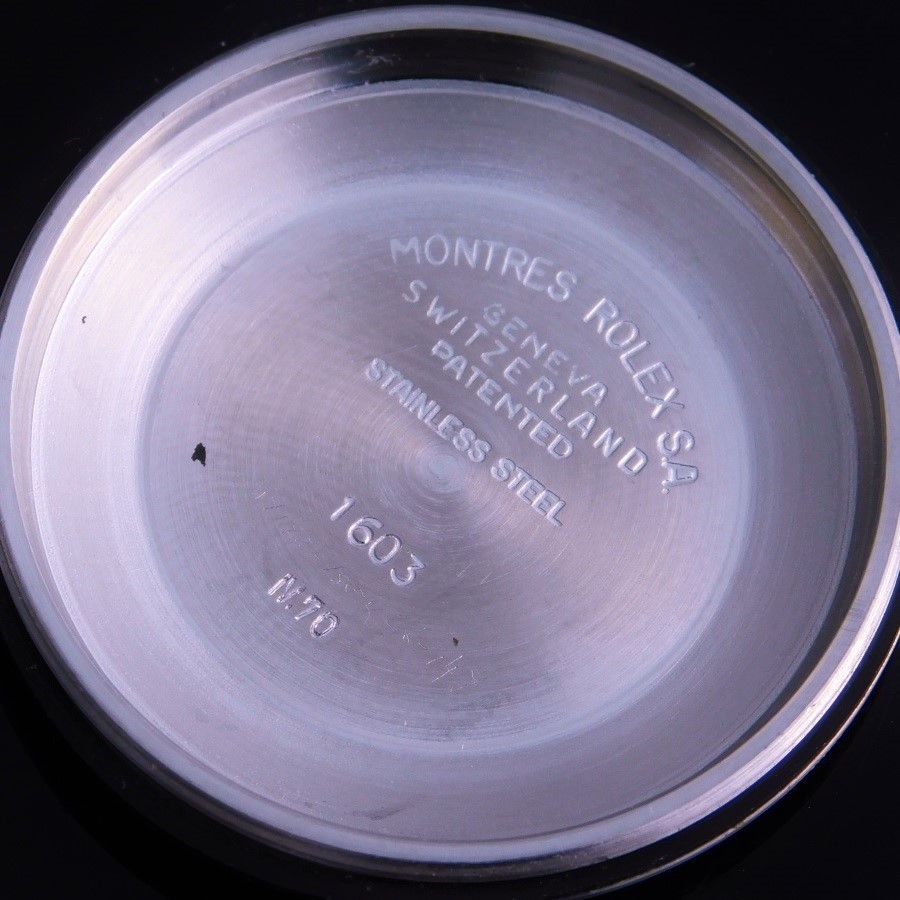 MONTRES ROLEX S.A.
GENEVA
SWITZERLAND
PATENTED
STAINLESS STEEL
1603
IV.70